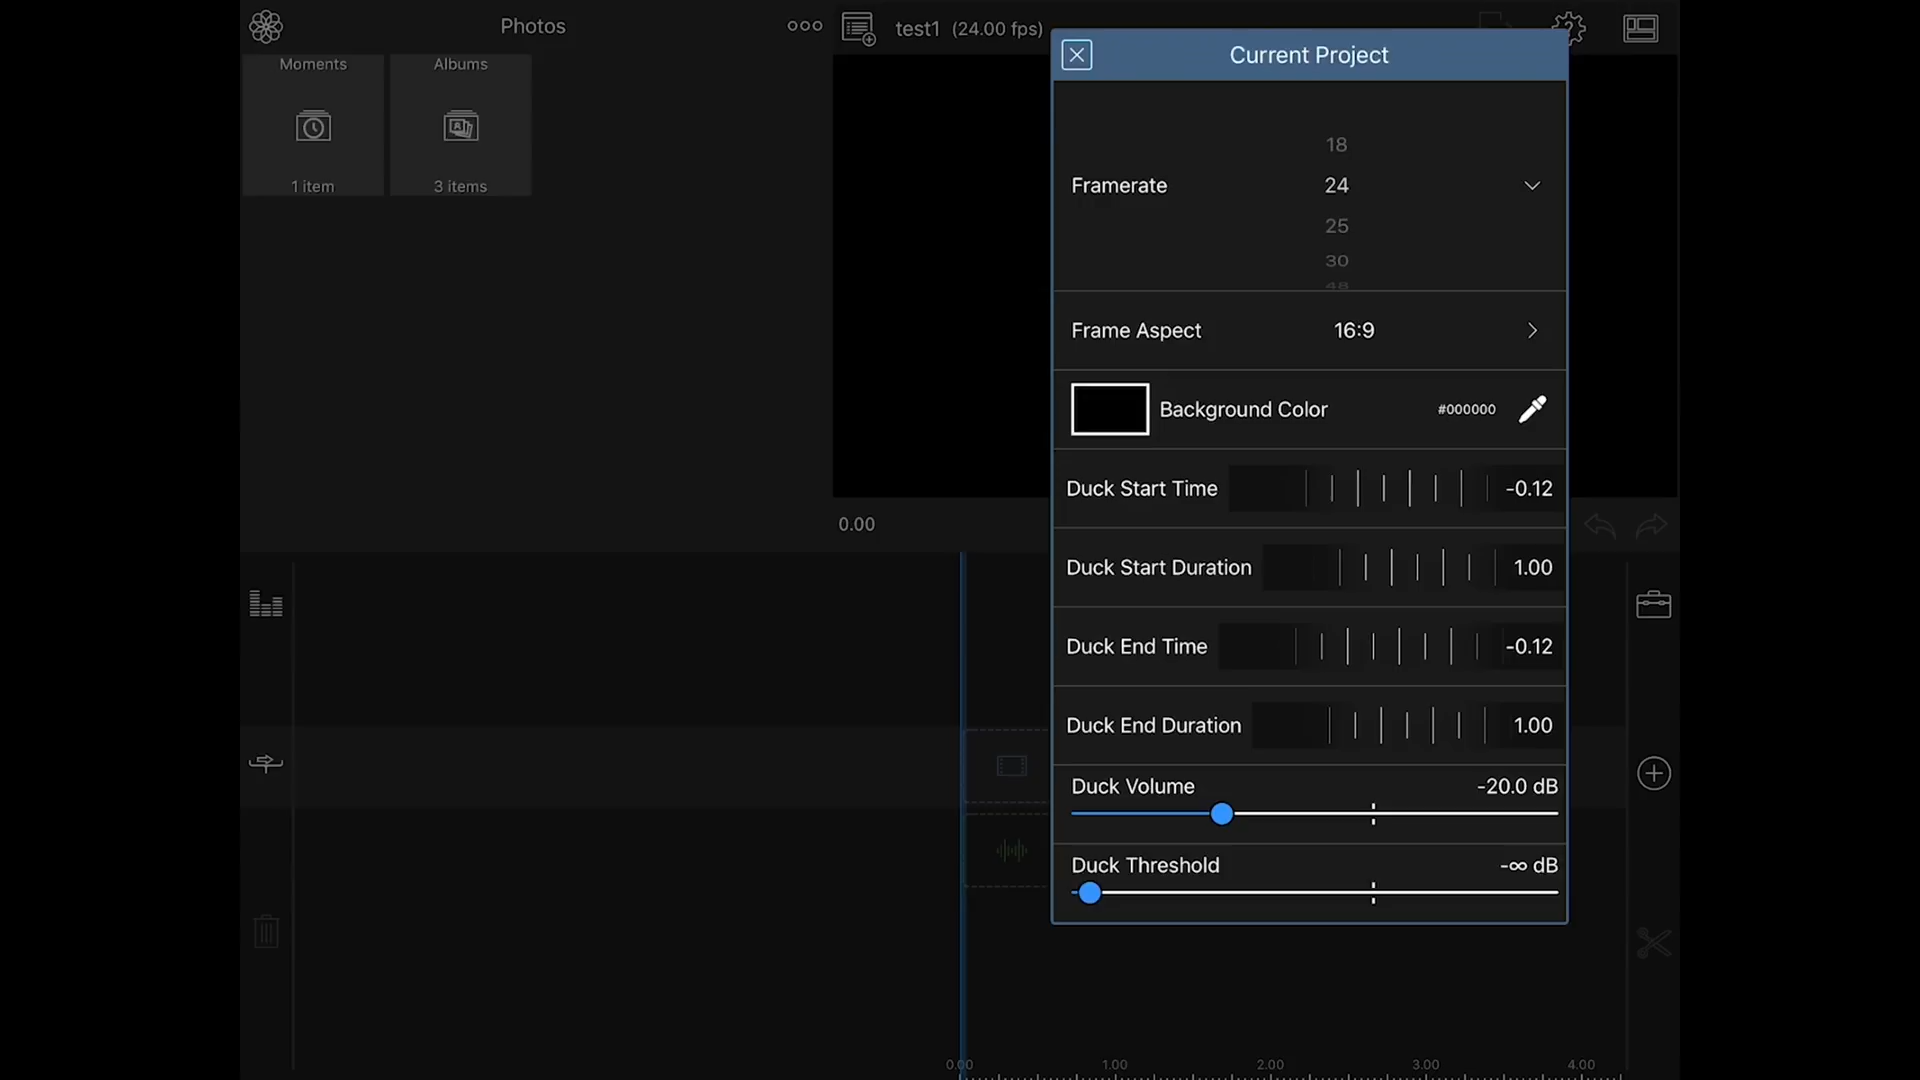 Photos
ooo
test1 (24.00 fps)
Moments
1 item
Albums
3 items
0.00
Current Project
Framerate
18
24
25
30
48
Frame Aspect 16:9
Background Color #000000
Duck Start Time -0.12
Duck Start Duration 1.00
Duck End Time -0.12
Duck End Duration 1.00
Duck Volume -20.0 dB
Duck Threshold -∞ dB
0.00 1.00 2.00 3.00 4.00